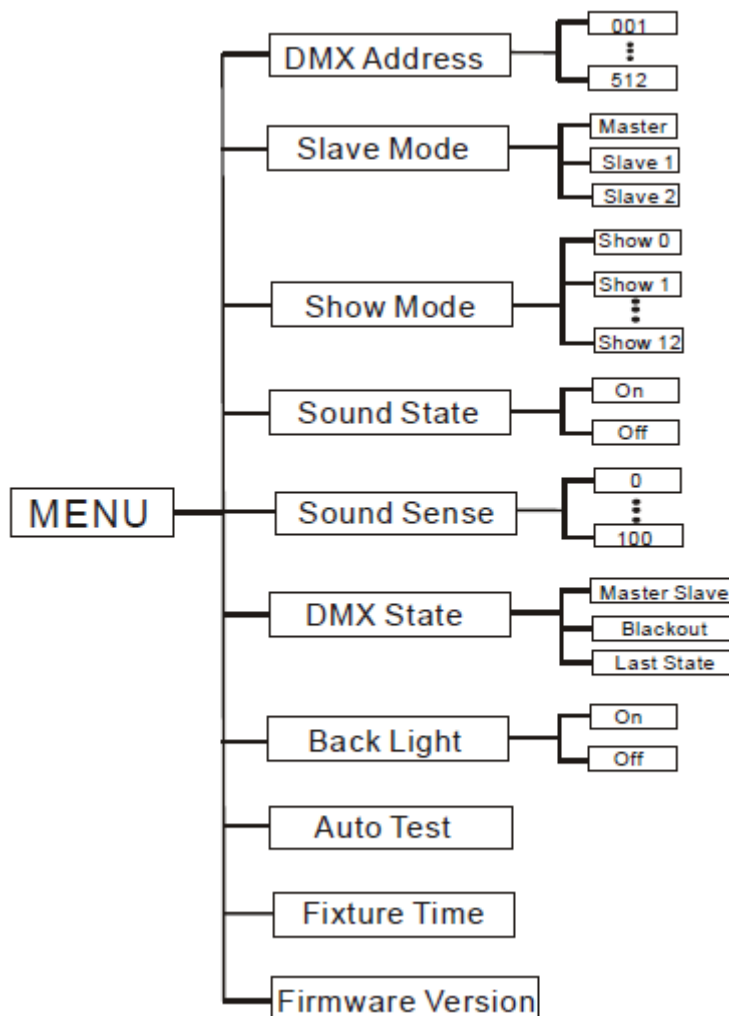 MENU
DMX Address
001
512
Slave Mode
Master
Slave 1
Slave 2
Show Mode
Show 0
Show 1
Show 12
Sound State
On
Off
Sound Sense
0
100
DMX State
Master Slave
Blackout
Last State
Back Light
On
Off
Auto Test
Fixture Time
Firmware Version